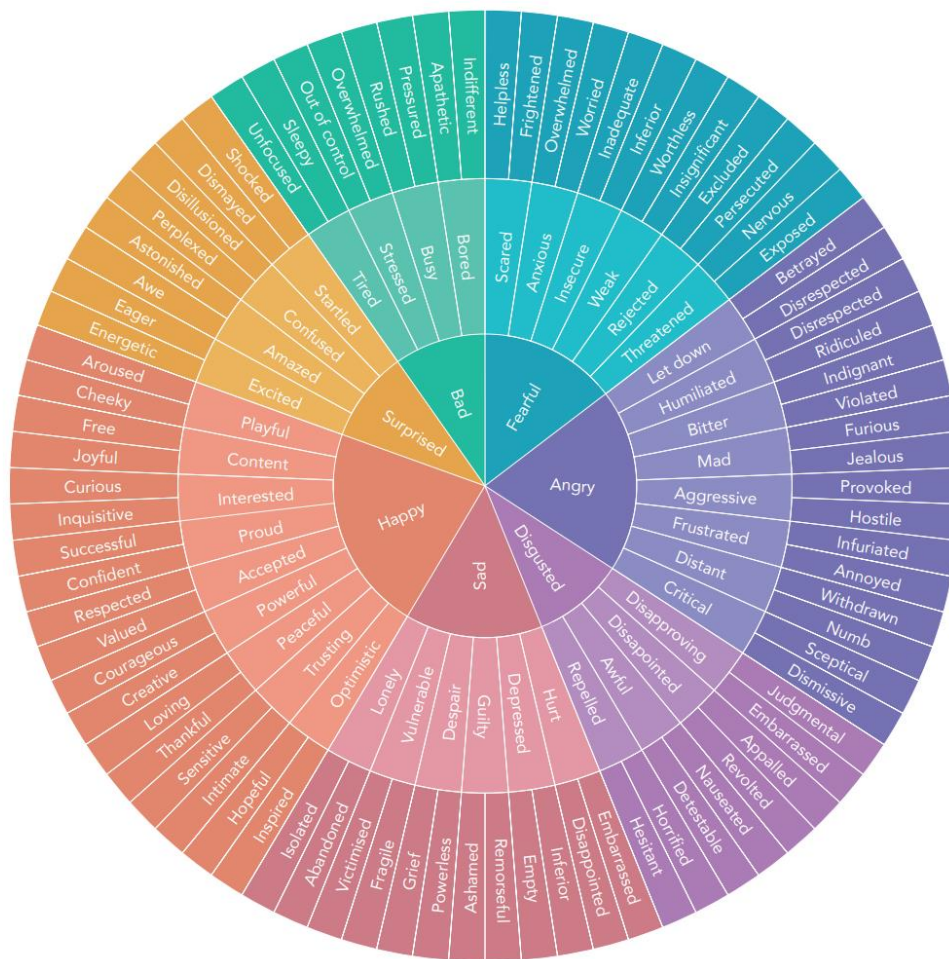 Bad
Fearful
Angry
Disgusted
Sad
Happy
Surprised
Tired
Stressed
Busy
Bored
Scared
Anxious
Insecure
Weak
Rejected
Threatened
Let down
Humiliated
Bitter
Mad
Aggressive
Frustrated
Distant
Critical
Disapproving
Dissapointed
Awful
Repelled
Hurt
Depressed
Guilty
Despair
Vulnerable
Lonely
Optimistic
Trusting
Peaceful
Powerful
Accepted
Proud
Interested
Content
Playful
Excited
Amazed
Confused
Startled
Unfocused
Sleepy
Out of control
Overwhelmed
Rushed
Pressured
Apathetic
Indifferent
Helpless
Frightened
Overwhelmed
Worried
Inadequate
Inferior
Worthless
Insignificant
Excluded
Persecuted
Nervous
Exposed
Betrayed
Disrespected
Disrespected
Ridiculed
Indignant
Violated
Furious
Jealous
Provoked
Hostile
Infuriated
Annoyed
Withdrawn
Numb
Sceptical
Dismissive
Judgmental
Embarrassed
Appalled
Revolted
Nauseated
Detestable
Horrified
Hesitant
Embarrassed
Disappointed
Inferior
Empty
Remorseful
Ashamed
Powerless
Grief
Fragile
Victimised
Abandoned
Isolated
Inspired
Hopeful
Intimate
Sensitive
Thankful
Loving
Creative
Courageous
Valued
Respected
Confident
Successful
Inquisitive
Curious
Joyful
Free
Cheeky
Aroused
Energetic
Eager
Awe
Astonished
Perplexed
Disillusioned
Dismayed
Shocked